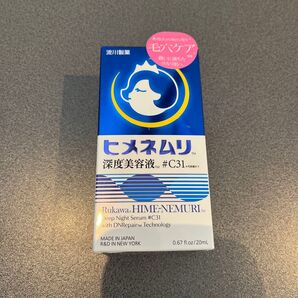 流川製薬
毛穴ケア
ヒメネムリ
深度美容液 #C31
Rukawa HIME-NEMURI
Deep Night Serum #C31
with DNRepair Technology
MADE IN JAPAN
R&D IN NEW YORK
0.67 fl.oz/20mL